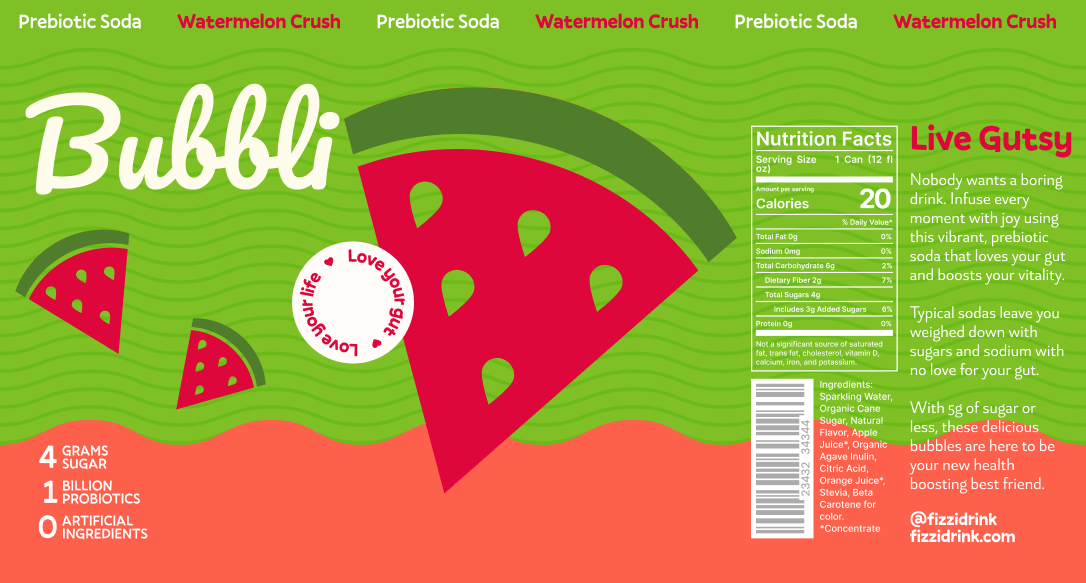 Prebiotic Soda Watermelon Crush Prebiotic Soda Watermelon Crush Prebiotic Soda Watermelon Crush
Bubbli
Love your gut
Love your life
4 GRAMS
SUGAR
1 BILLION
PROBIOTICS
0 ARTIFICIAL
INGREDIENTS
Nutrition Facts
Serving Size 1 Can (12 fl
oz)
Amount per serving
Calories 20
% Daily Value*
Total Fat 0g 0%
Sodium 0mg 0%
Total Carbohydrate 6g 2%
Dietary Fiber 2g 7%
Total Sugars 4g
Includes 3g Added Sugars 6%
Protein 0g 0%
Not a significant source of saturated
fat, trans fat, cholesterol, vitamin D,
calcium, iron, and potassium.
23432 34344
Ingredients:
Sparkling Water,
Organic Cane
Sugar, Natural
Flavor, Apple
Juice*, Organic
Agave Inulin,
Citric Acid,
Orange Juice*,
Stevia, Beta
Carotene for
color.
*Concentrate
Live Gutsy
Nobody wants a boring
drink. Infuse every
moment with joy using
this vibrant, prebiotic
soda that loves your gut
and boosts your vitality.
Typical sodas leave you
weighed down with
sugars and sodium with
no love for your gut.
With 5g of sugar or
less, these delicious
bubbles are here to be
your new health
boosting best friend.
@fizzidrink
fizzidrink.com